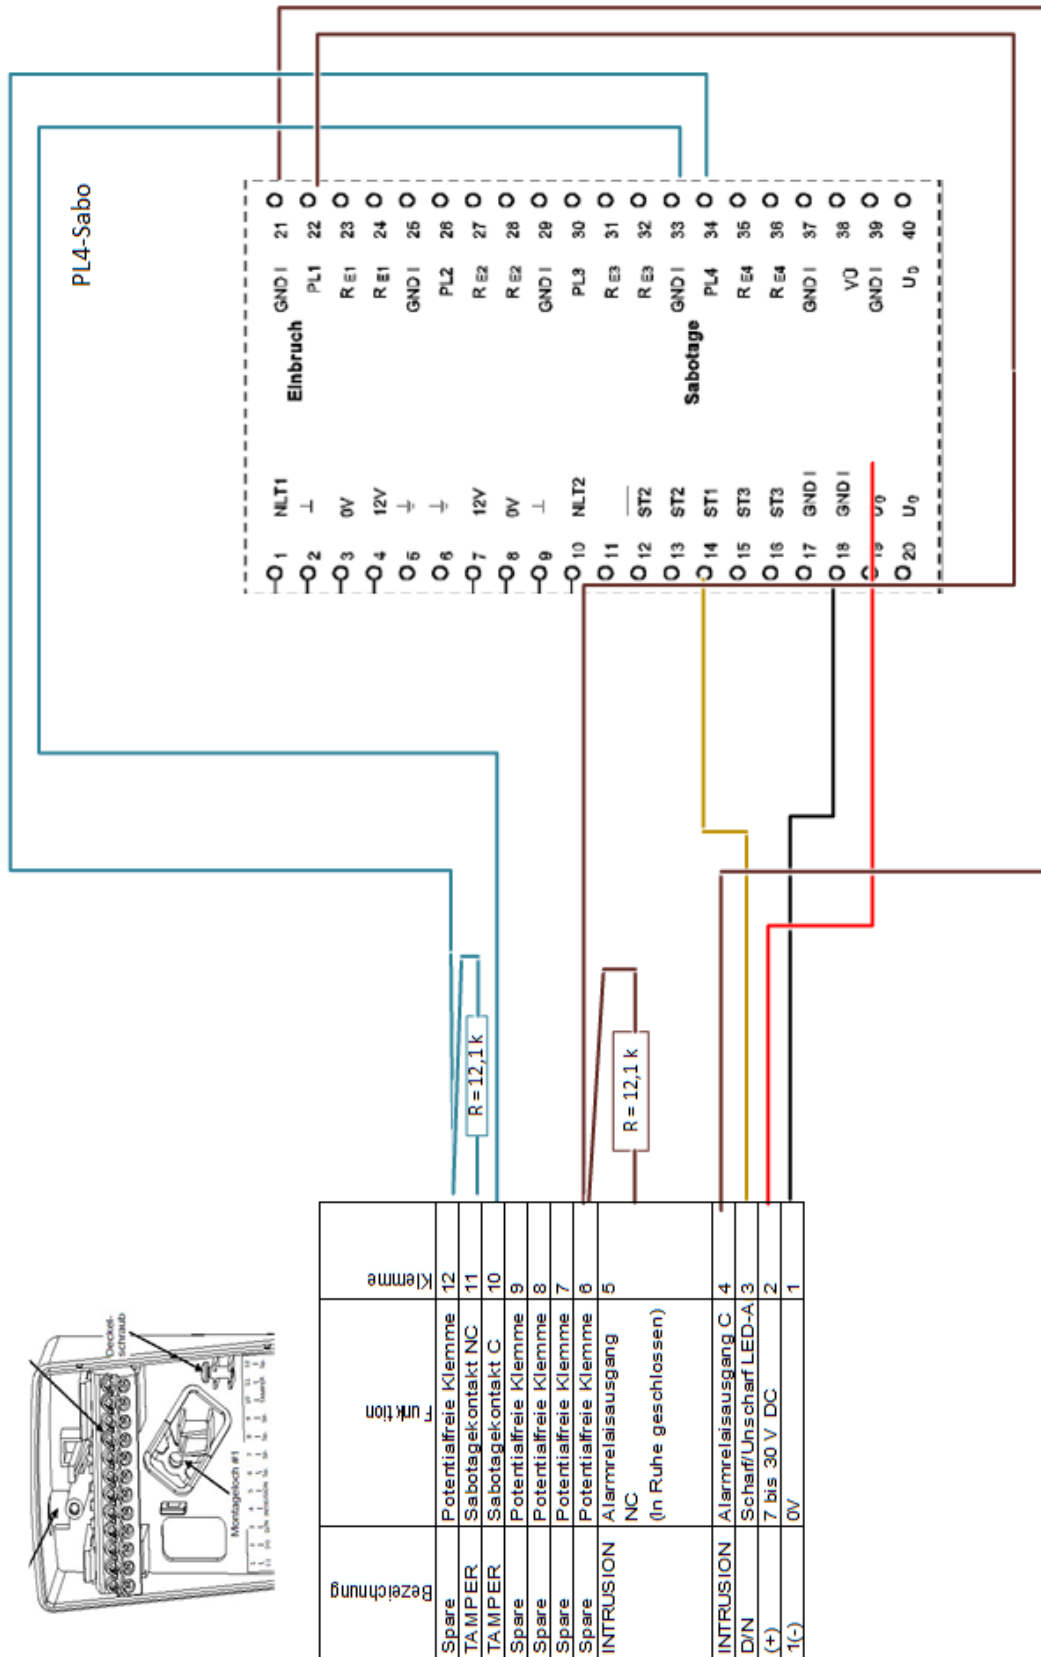 PL4-Sabo
GND I 21
PL1 22
R E1 23
R E1 24
GND I 25
PL2 26
R E2 27
R E2 28
GND I 29
PL3 30
R E3 31
R E3 32
GND I 33
PL4 34
R E4 35
R E4 36
GND I 37
VÜ 38
GND I 39
U0 40
Einbruch
Sabotage
1 NLT1
2 ⊥
3 0V
4 12V
5
6
7 12V
8 0V
9 ⊥
10 NLT2
11
12 ST2
13 ST2
14 ST1
15 ST3
16 ST3
17 GND I
18 GND I
19 U0
20 U0
R = 12,1 k
R = 12,1 k
Deckel-
schraub
Montageloch #1
Bezeichnung Funktion Klemme
Spare Potentialfreie Klemme 12
TAMPER Sabotagekontakt NC 11
TAMPER Sabotagekontakt C 10
Spare Potentialfreie Klemme 9
Spare Potentialfreie Klemme 8
Spare Potentialfreie Klemme 7
Spare Potentialfreie Klemme 6
INTRUSION Alarmrelaisausgang 5
NC
(In Ruhe geschlossen)
INTRUSION Alarmrelaisausgang C 4
D/N Scharf/Unscharf LED-A 3
(+) 7 bis 30 V DC 2
1(-) 0V 1